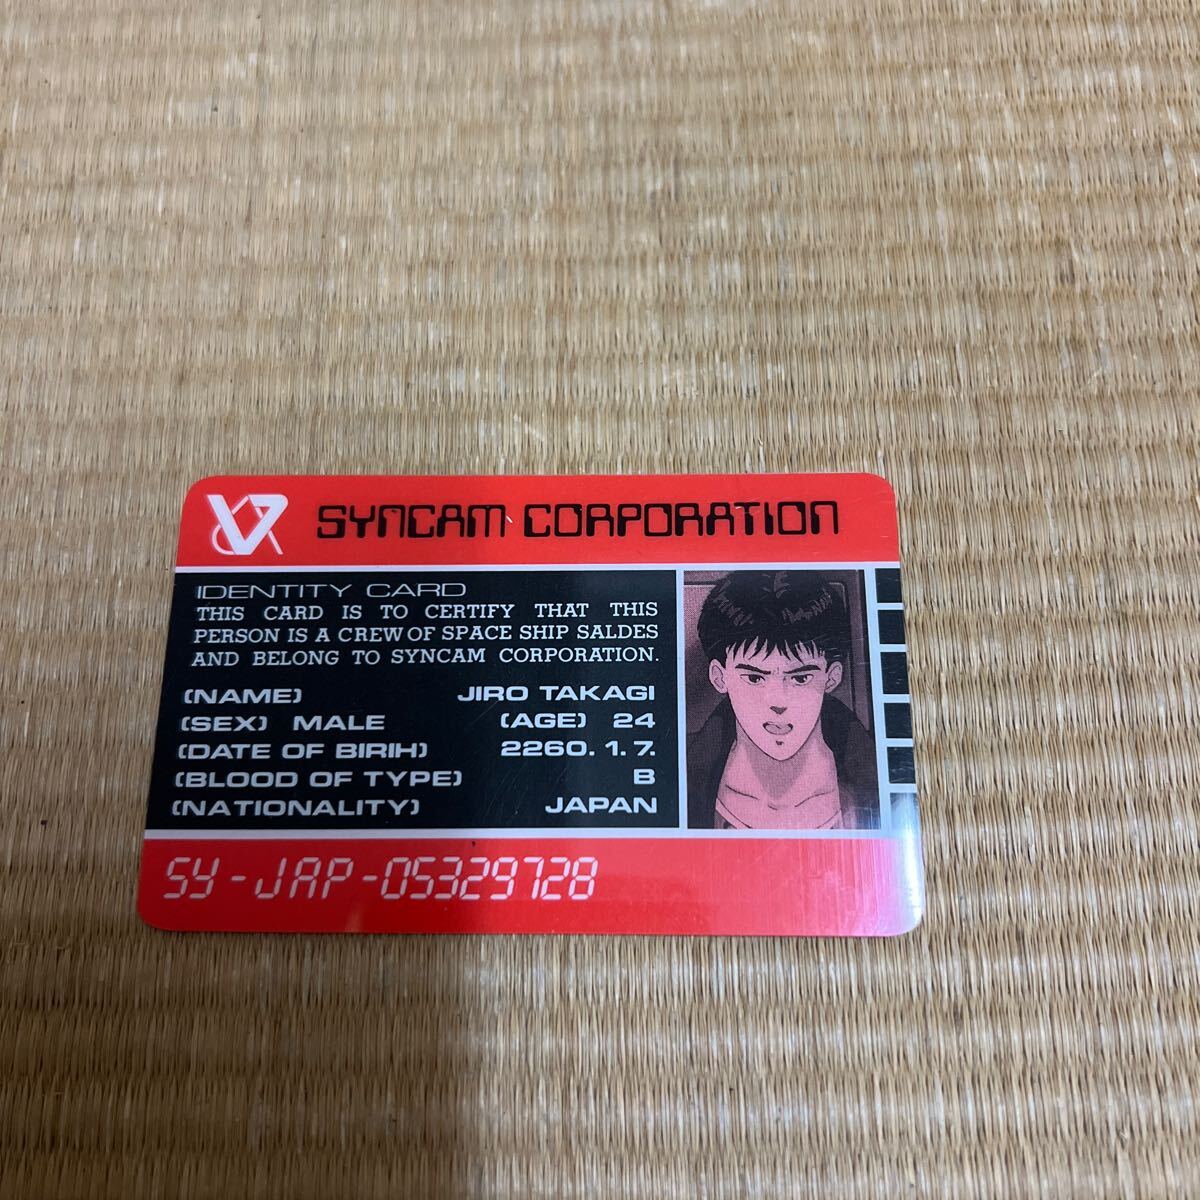 SYNCAM CORPORATION
IDENTITY CARD
THIS CARD IS TO CERTIFY THAT THIS
PERSON IS A CREW OF SPACE SHIP SALDES
AND BELONG TO SYNCAM CORPORATION.
(NAME) JIRO TAKAGI
(SEX) MALE (AGE) 24
(DATE OF BIRIH) 2260. 1. 7.
(BLOOD OF TYPE) B
(NATIONALITY) JAPAN
SY-JAP-05329728